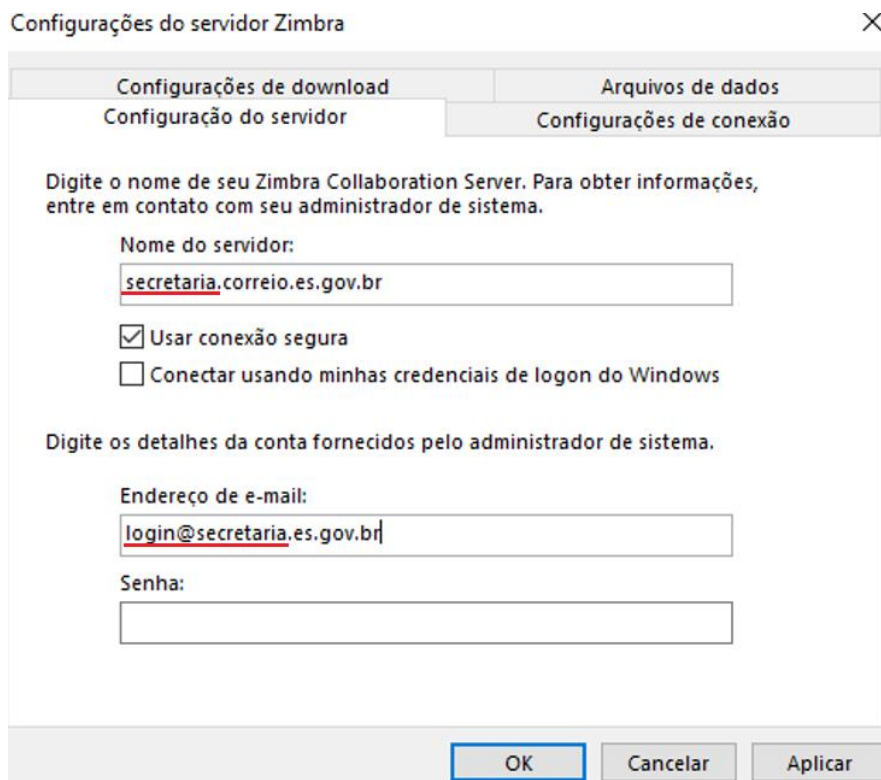 Configurações do servidor Zimbra
Configurações de download
Arquivos de dados
Configuração do servidor
Configurações de conexão
Digite o nome de seu Zimbra Collaboration Server. Para obter informações,
entre em contato com seu administrador de sistema.
Nome do servidor:
secretaria.correio.es.gov.br
Usar conexão segura
Conectar usando minhas credenciais de logon do Windows
Digite os detalhes da conta fornecidos pelo administrador de sistema.
Endereço de e-mail:
login@secretaria.es.gov.br
Senha:
OK
Cancelar
Aplicar